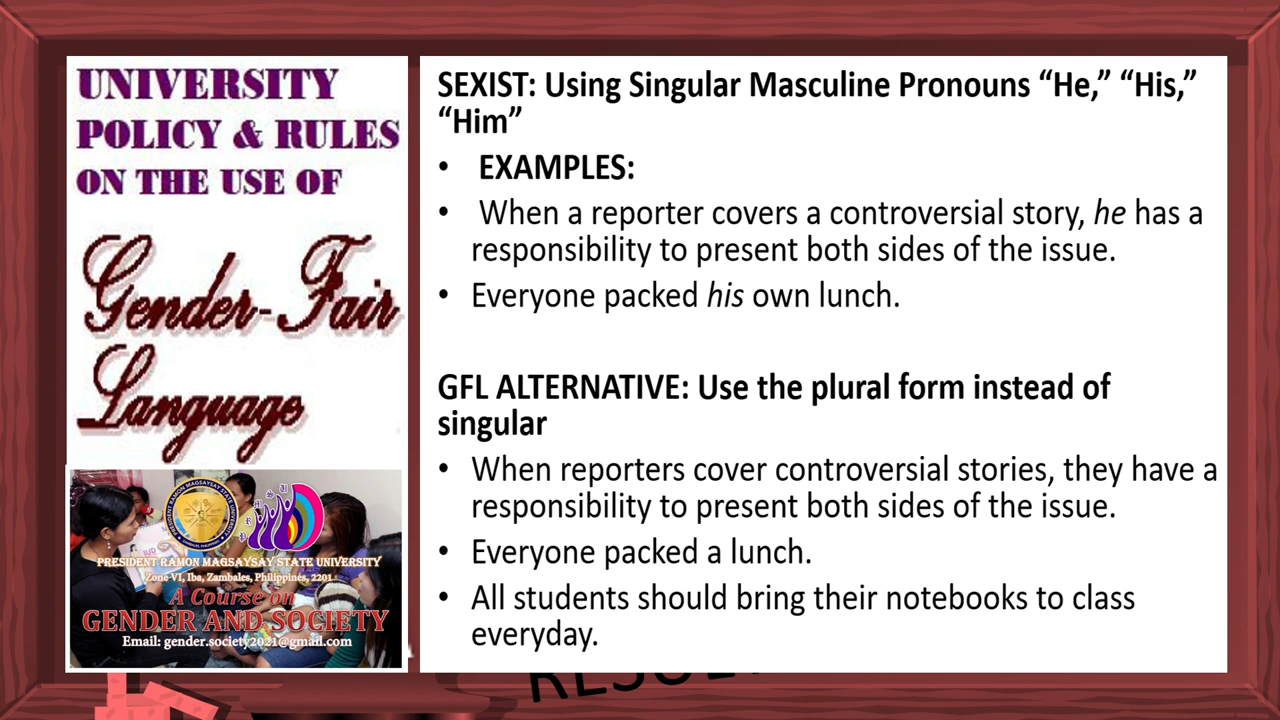 UNIVERSITY
POLICY & RULES
ON THE USE OF
Gender-Fair
Language
PRESIDENT RAMON MAGSAYSAY STATE UNIVERSITY
Zone VI, Iba, Zambales, Philippines, 2201
A Course on
GENDER AND SOCIETY
Email: gender.society2021@gmail.com
SEXIST: Using Singular Masculine Pronouns “He,” “His,”
“Him”
• EXAMPLES:
• When a reporter covers a controversial story, he has a
responsibility to present both sides of the issue.
• Everyone packed his own lunch.
GFL ALTERNATIVE: Use the plural form instead of
singular
• When reporters cover controversial stories, they have a
responsibility to present both sides of the issue.
• Everyone packed a lunch.
• All students should bring their notebooks to class
everyday.